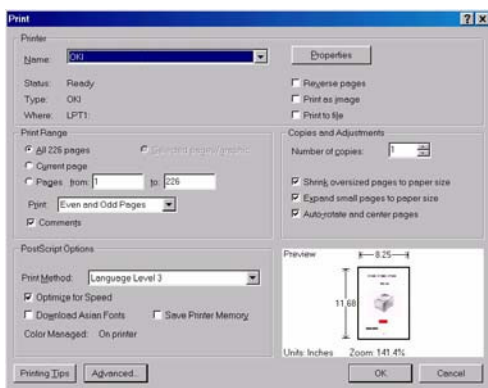 Print
Printer
Name: OKI
Properties
Status: Ready
Type: OKI
Where: LPT1:
Reverse pages
Print as image
Print to file
Print Range
All 226 pages
Selected pages/graphic
Current page
Pages from: 1 to: 226
Print: Even and Odd Pages
Comments
Copies and Adjustments
Number of copies: 1
Shrink oversized pages to paper size
Expand small pages to paper size
Auto-rotate and center pages
PostScript Options
Print Method: Language Level 3
Optimize for Speed
Download Asian Fonts
Save Printer Memory
Color Managed: On printer
Preview
8.25
11.68
Units: Inches Zoom: 141.4%
Printing Tips
Advanced..
OK
Cancel